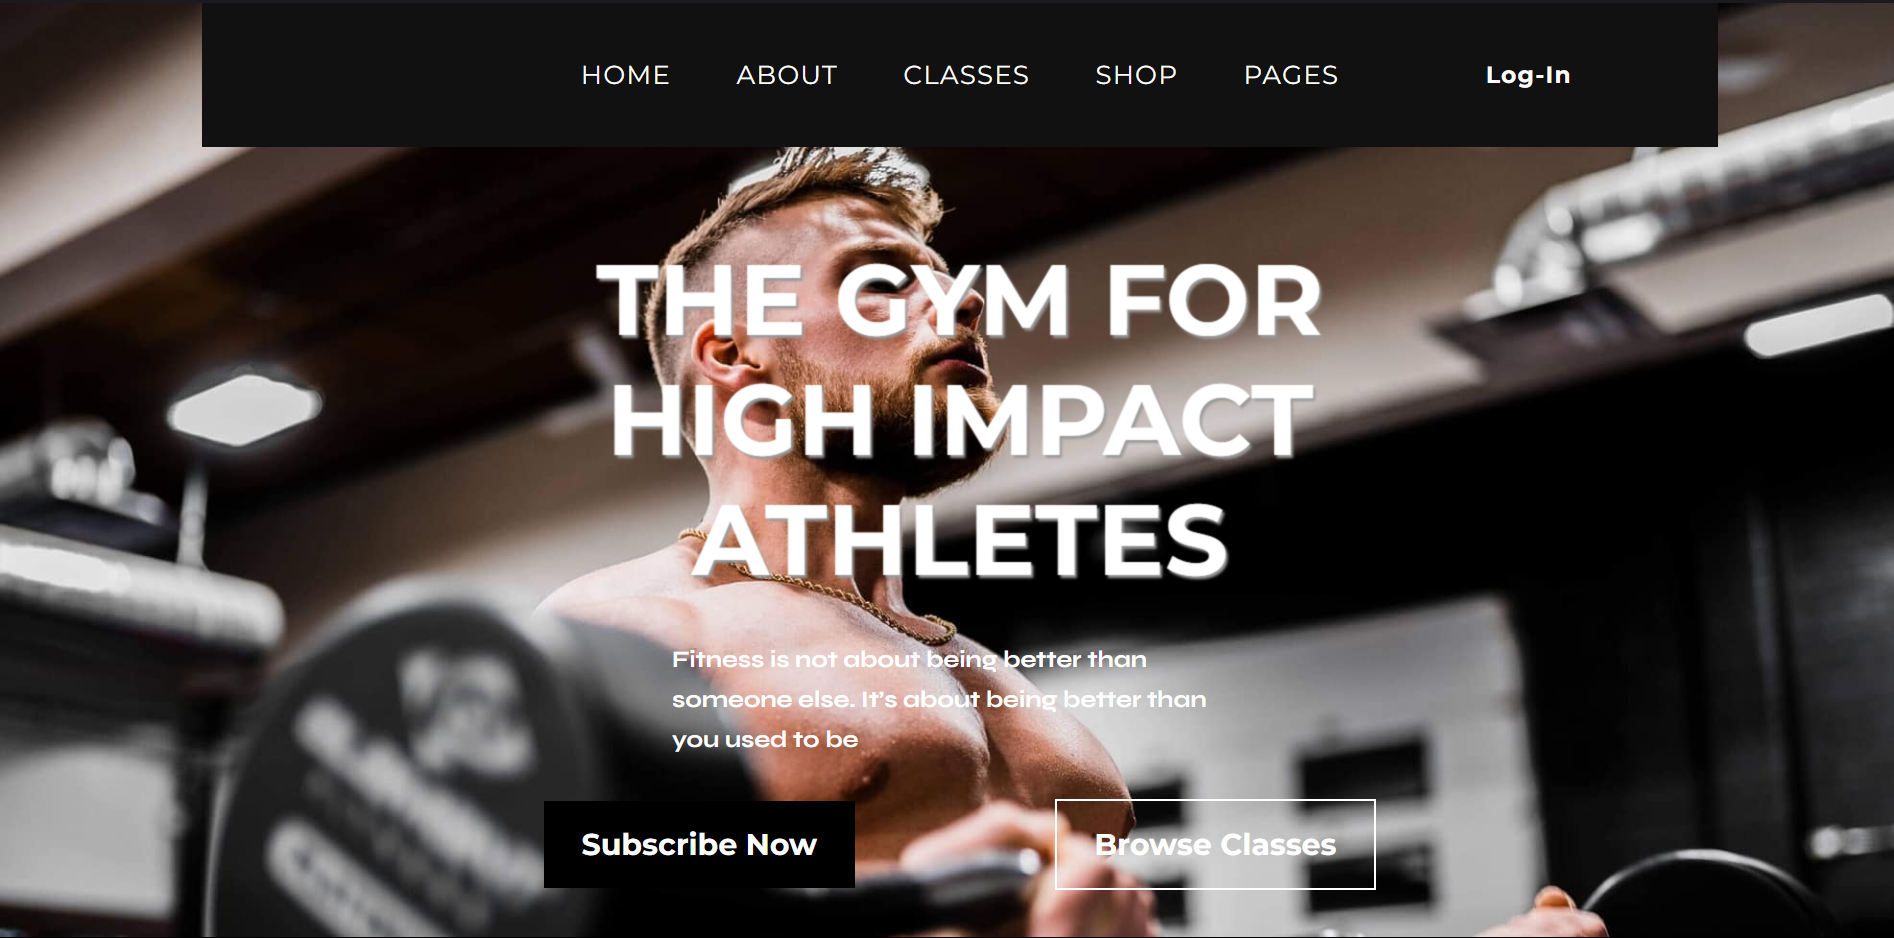 HOME ABOUT CLASSES SHOP PAGES Log-In
THE GYM FOR
HIGH IMPACT
ATHLETES
Fitness is not about being better than
someone else. It's about being better than
you used to be
Subscribe Now Browse Classes